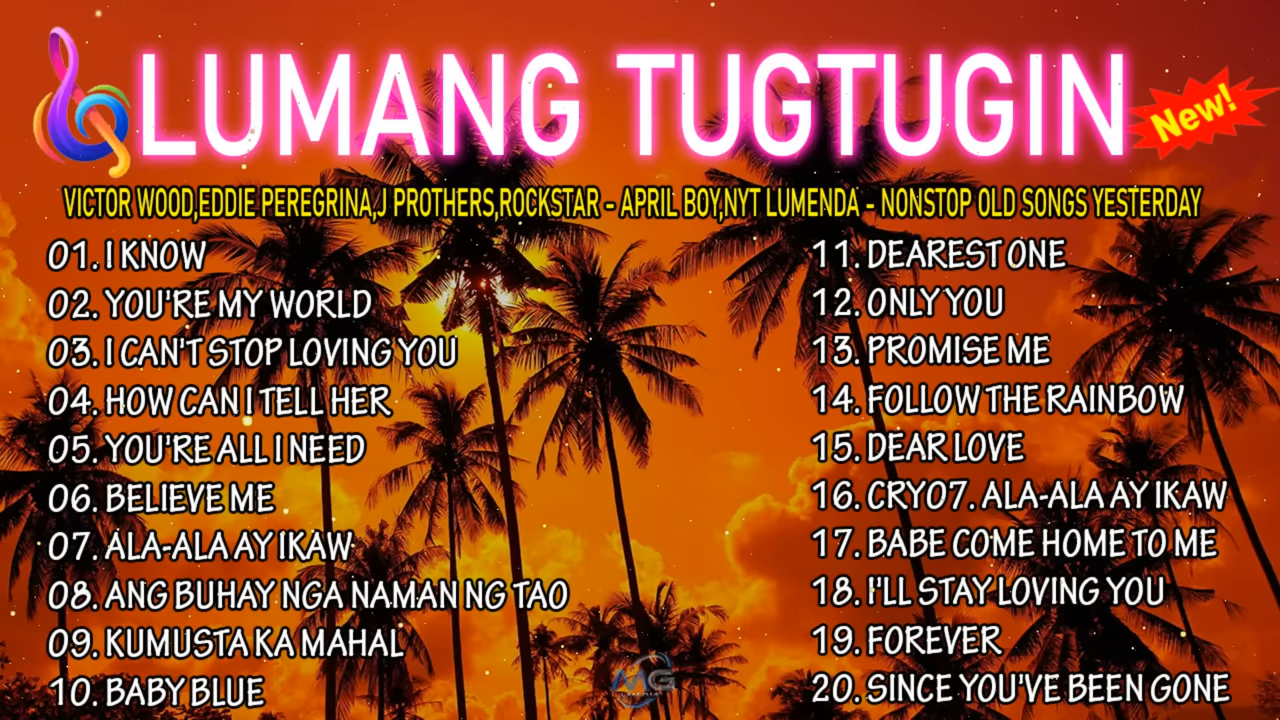 LUMANG TUGTUGIN
New!
VICTOR WOOD,EDDIE PEREGRINA,J PROTHERS,ROCKSTAR - APRIL BOY,NYT LUMENDA - NONSTOP OLD SONGS YESTERDAY
01. I KNOW
02. YOU'RE MY WORLD
03. I CAN'T STOP LOVING YOU
04. HOW CAN I TELL HER
05. YOU'RE ALL I NEED
06. BELIEVE ME
07. ALA-ALA AY IKAW
08. ANG BUHAY NGA NAMAN NG TAO
09. KUMUSTA KA MAHAL
10. BABY BLUE
11. DEAREST ONE
12. ONLY YOU
13. PROMISE ME
14. FOLLOW THE RAINBOW
15. DEAR LOVE
16. CRY07. ALA-ALA AY IKAW
17. BABE COME HOME TO ME
18. I'LL STAY LOVING YOU
19. FOREVER
20. SINCE YOU'VE BEEN GONE
MG